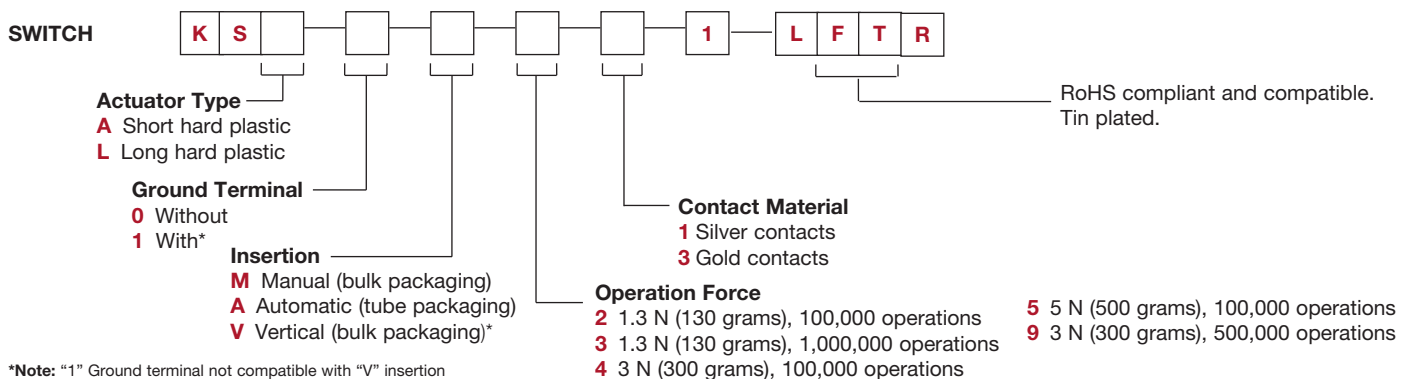 SWITCH K S 1 L F T R
Actuator Type
A Short hard plastic
L Long hard plastic
RoHS compliant and compatible.
Tin plated.
Ground Terminal
0 Without
1 With*
Insertion
M Manual (bulk packaging)
A Automatic (tube packaging)
V Vertical (bulk packaging)*
Contact Material
1 Silver contacts
3 Gold contacts
Operation Force
2 1.3 N (130 grams), 100,000 operations
3 1.3 N (130 grams), 1,000,000 operations
4 3 N (300 grams), 100,000 operations
5 5 N (500 grams), 100,000 operations
9 3 N (300 grams), 500,000 operations
*Note: “1” Ground terminal not compatible with “V” insertion